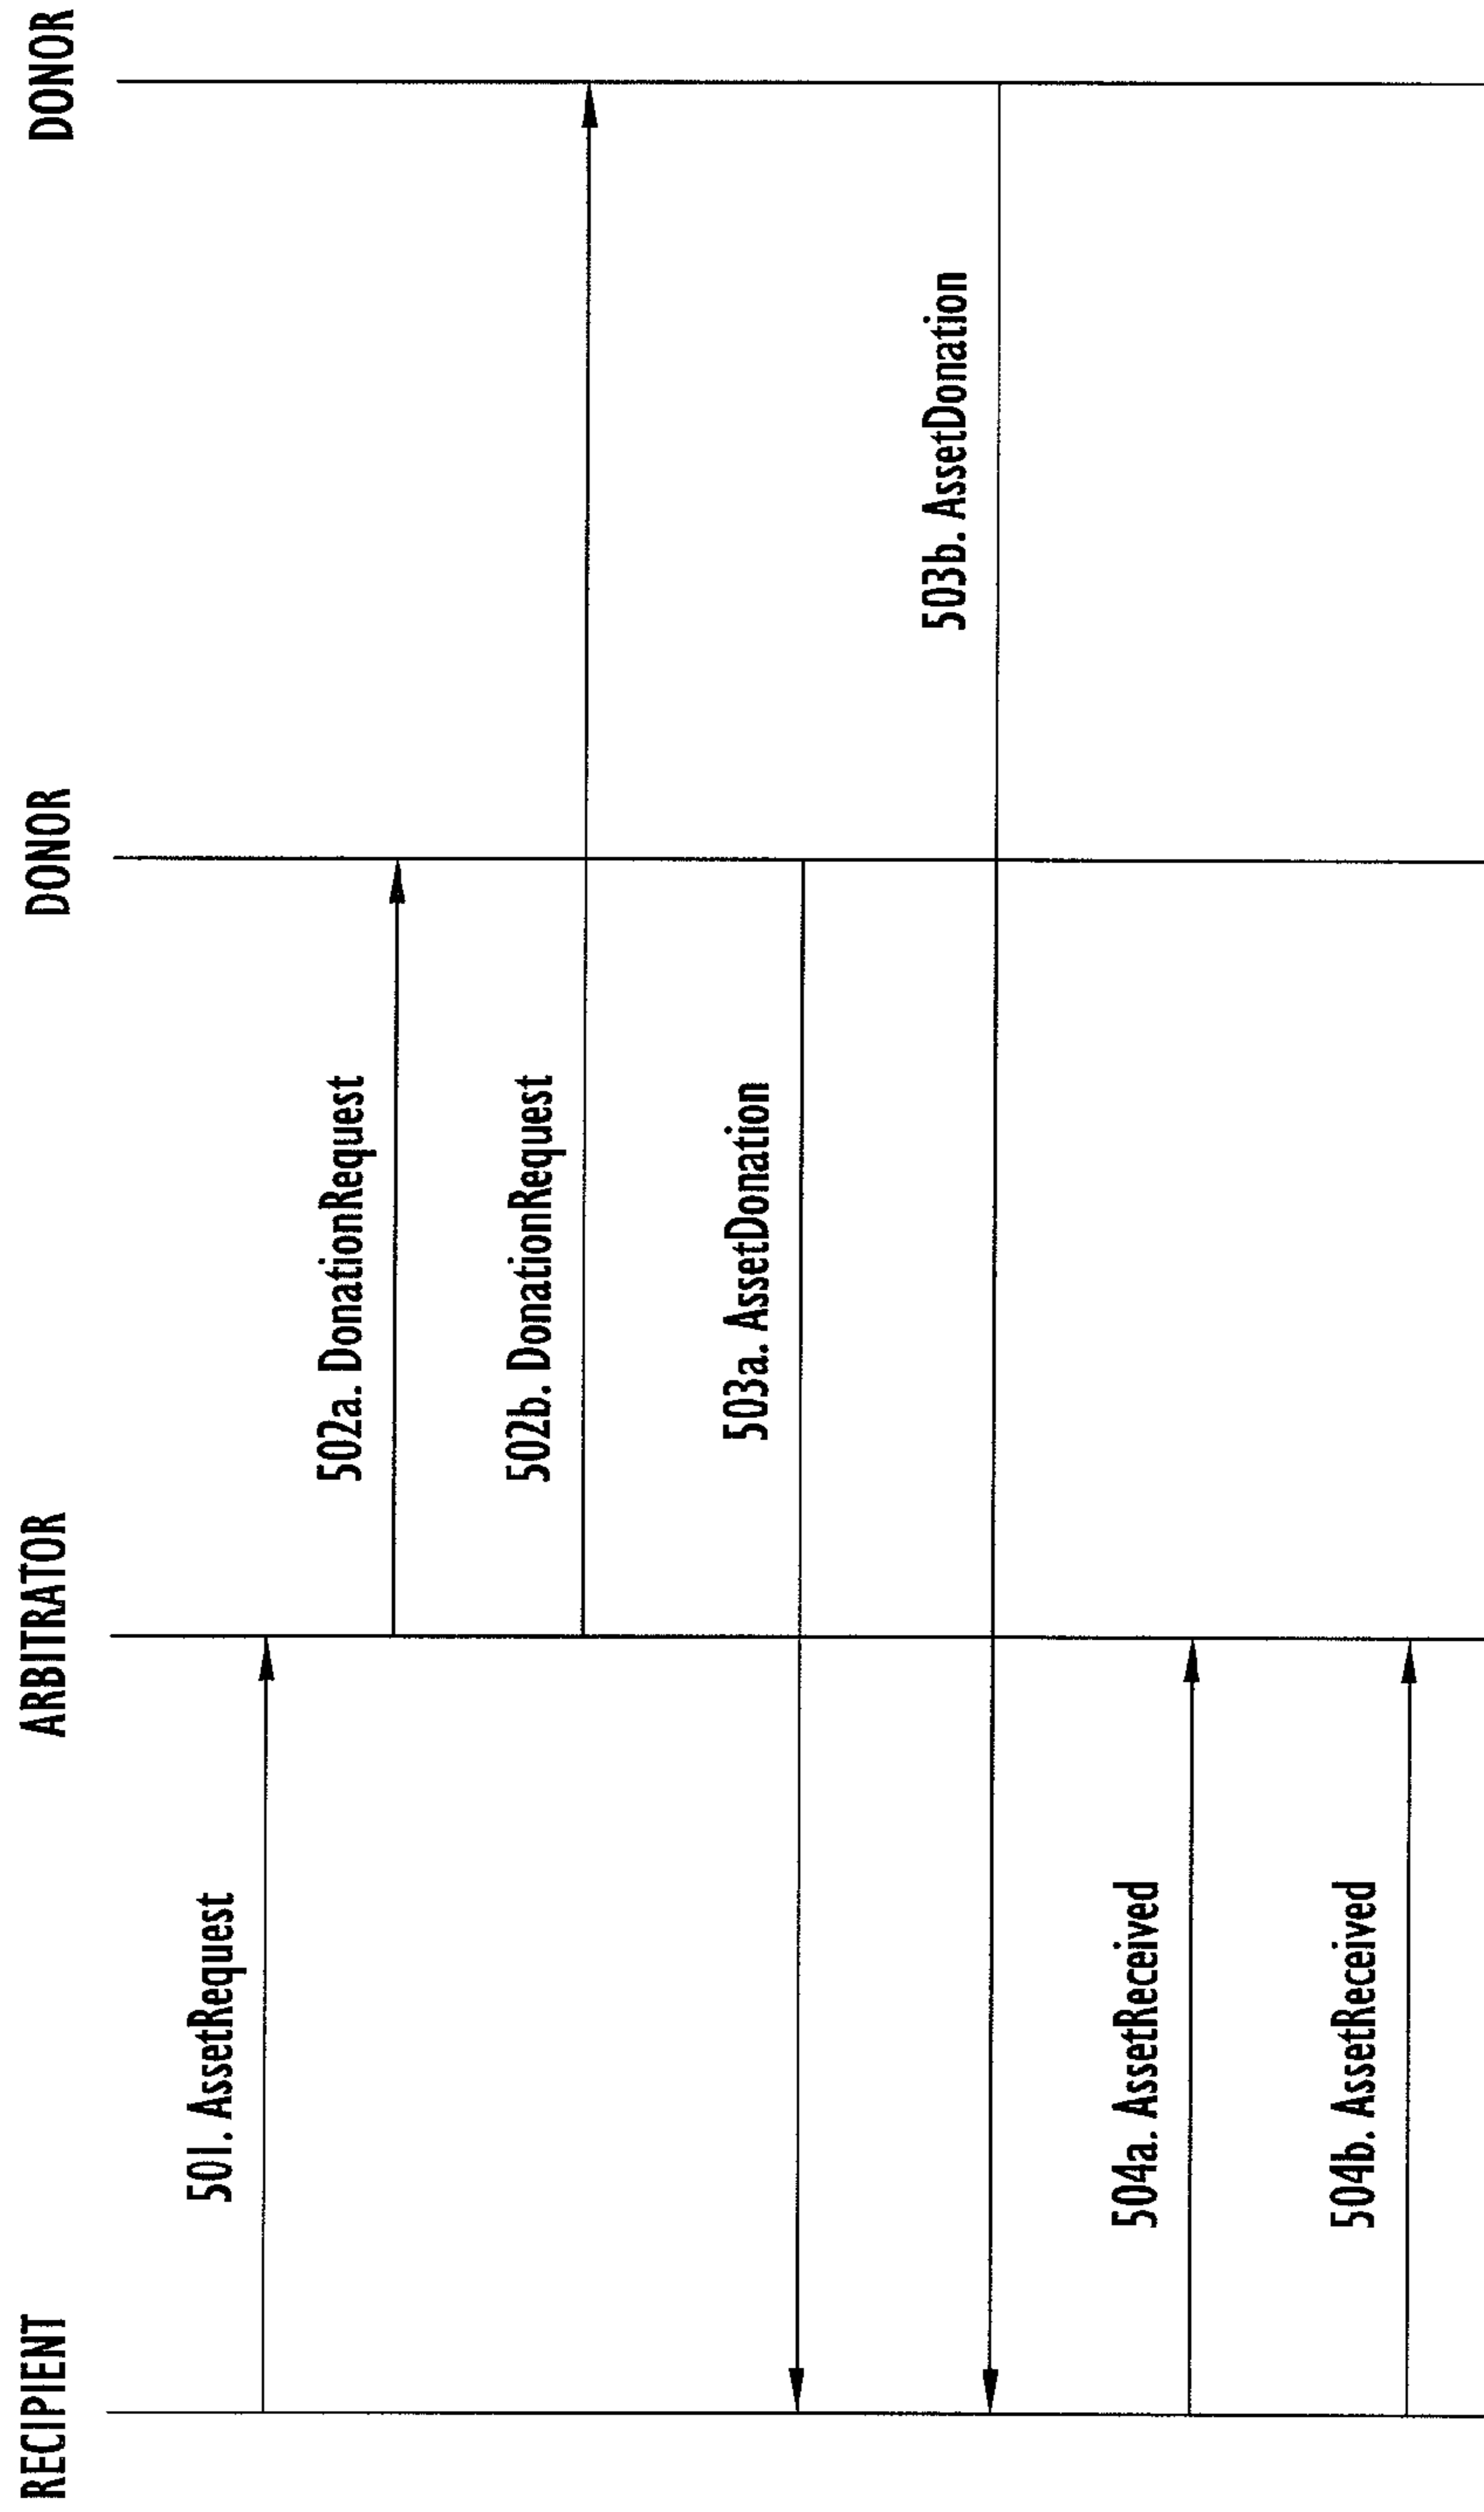 RECIPIENT
ARBITRATOR
DONOR
DONOR
501. AssetRequest
502a. DonationRequest
502b. DonationRequest
503a. AssetDonation
503b. AssetDonation
504a. AssetReceived
504b. AssetReceived